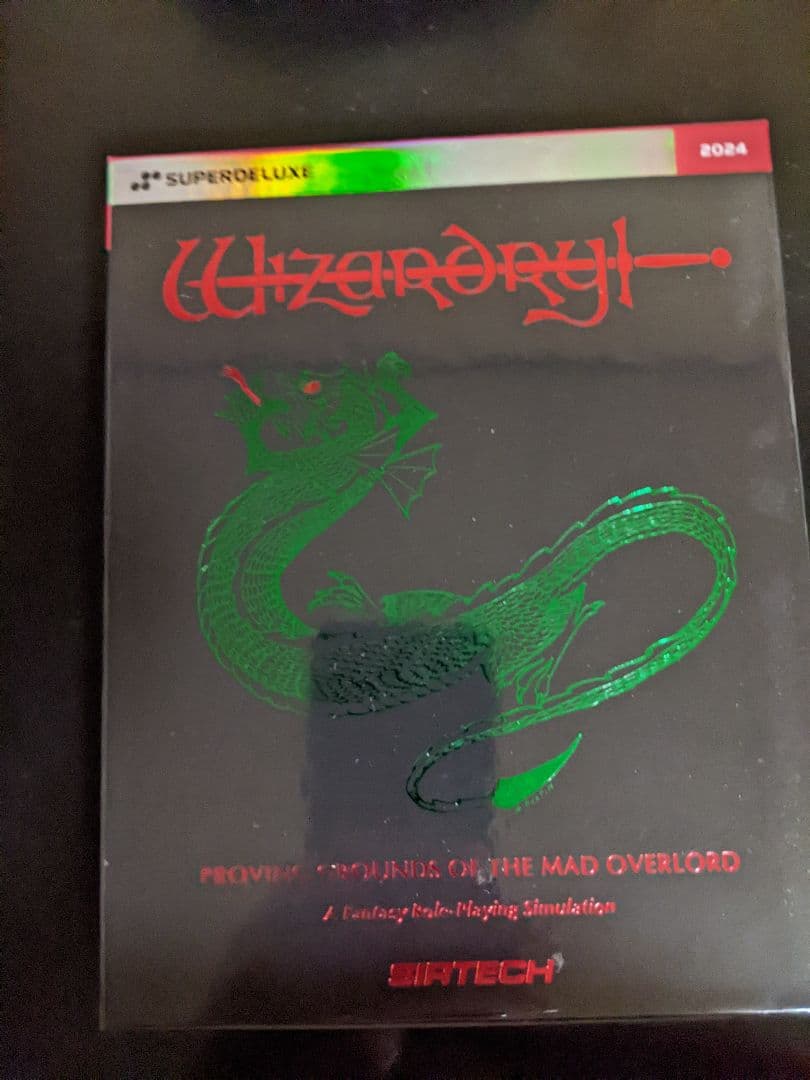 SUPERDELUXE
2024
Wizardry
PROVING GROUNDS OF THE MAD OVERLORD
A Fantasy Role-Playing Simulation
SIRTECH